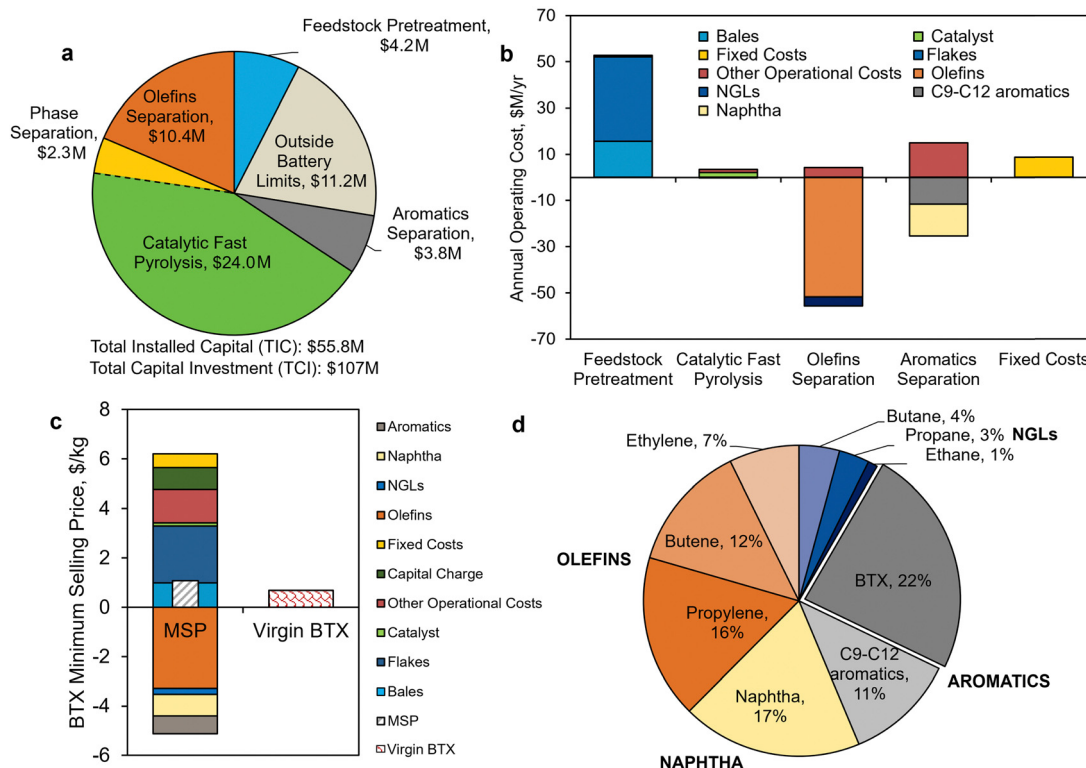 a
Feedstock Pretreatment,
$4.2M
Olefins
Separation,
$10.4M
Phase
Separation,
$2.3M
Outside
Battery
Limits, $11.2M
Aromatics
Separation,
$3.8M
Catalytic Fast
Pyrolysis, $24.0M
Total Installed Capital (TIC): $55.8M
Total Capital Investment (TCI): $107M
b
Annual Operating Cost, $M/yr
70
50
30
10
-10
-30
-50
-70
Bales
Catalyst
Fixed Costs
Flakes
Other Operational Costs
Olefins
NGLs
C9-C12 aromatics
Naphtha
Feedstock
Pretreatment
Catalytic Fast
Pyrolysis
Olefins
Separation
Aromatics
Separation
Fixed Costs
c
BTX Minimum Selling Price, $/kg
8
6
4
2
0
-2
-4
-6
MSP
Virgin BTX
Aromatics
Naphtha
NGLs
Olefins
Fixed Costs
Capital Charge
Other Operational Costs
Catalyst
Flakes
Bales
MSP
Virgin BTX
d
Butane, 4%
Propane, 3% NGLs
Ethane, 1%
Ethylene, 7%
Butene, 12%
OLEFINS
BTX, 22%
Propylene,
16%
C9-C12
aromatics,
11%
AROMATICS
Naphtha,
17%
NAPHTHA